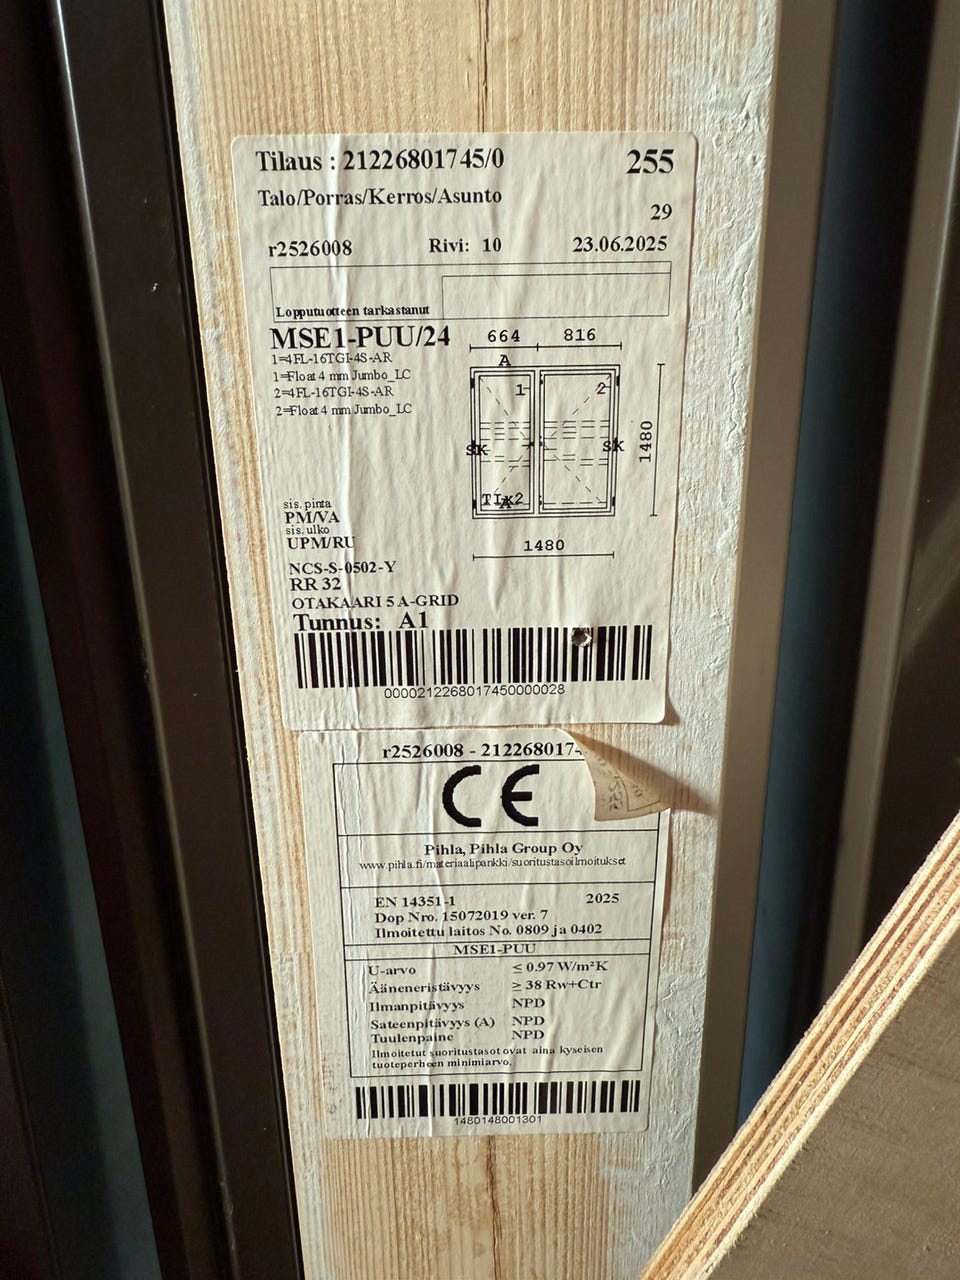 Tilaus : 21226801745/0 255
Talo/Porras/Kerros/Asunto
29
r2526008 Rivi: 10 23.06.2025
Lopputuotteen tarkastanut
MSE1-PUU/24
1=4FL-16TGI-4S-AR
1=Float 4 mm Jumbo_LC
2=4FL-16TGI-4S-AR
2=Float 4 mm Jumbo_LC
664 816
A
1 2
SK SK
1480
TIx2
A
1480
sis. pinta
PM/VA
sis. ulko
UPM/RU
NCS-S-0502-Y
RR 32
OTAKAARI 5 A-GRID
Tunnus: A1
0000212268017450000028
r2526008 - 212268017
CE
Pihla, Pihla Group Oy
www.pihla.fi/materiaalipankki/suoritustasoilmoitukset
EN 14351-1 2025
Dop Nro. 15072019 ver. 7
Ilmoitettu laitos No. 0809 ja 0402
MSE1-PUU
U-arvo ≤ 0.97 W/m²K
Ääneneristävyys ≥ 38 Rw+Ctr
Ilmanpitävyys NPD
Sateenpitävyys (A) NPD
Tuulenpaine NPD
Ilmoitetut suoritustasot ovat aina kyseisen
tuoteperheen minimiarvo.
1480148001301